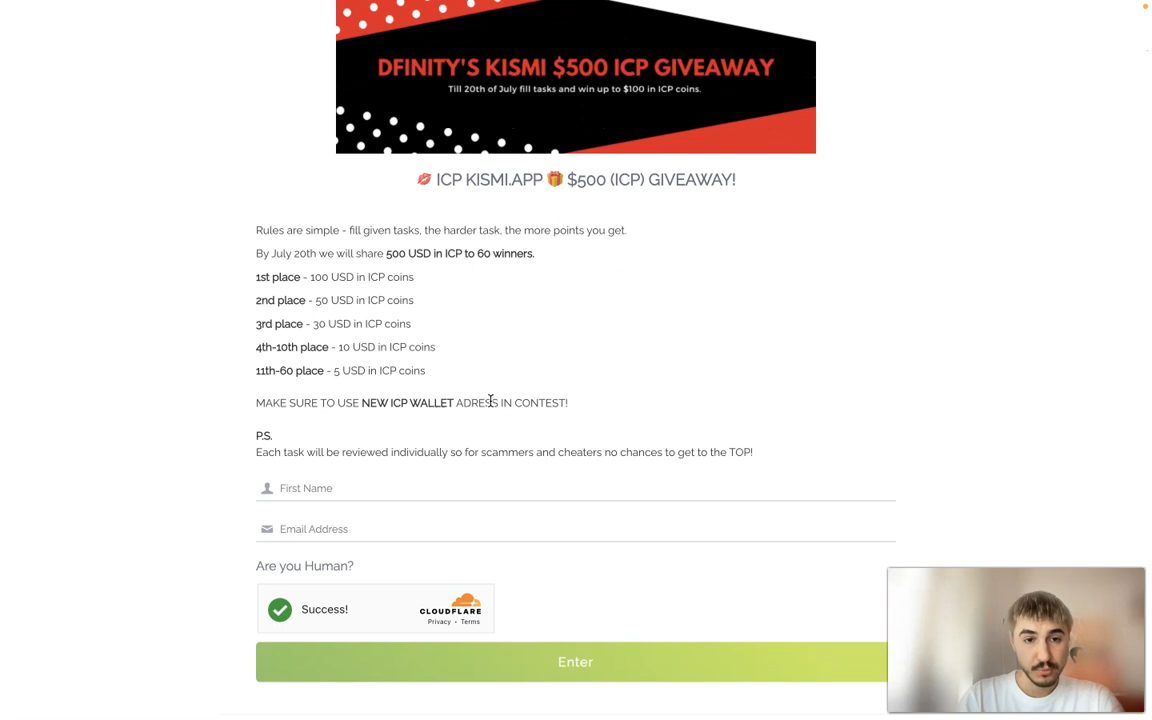 DFINITY'S KISMI $500 ICP GIVEAWAY
Till 20th of July fill tasks and win up to $100 in ICP coins.
💋 ICP KISMI.APP 🎁 $500 (ICP) GIVEAWAY!
Rules are simple - fill given tasks, the harder task, the more points you get.
By July 20th we will share 500 USD in ICP to 60 winners.
1st place - 100 USD in ICP coins
2nd place - 50 USD in ICP coins
3rd place - 30 USD in ICP coins
4th-10th place - 10 USD in ICP coins
11th-60 place - 5 USD in ICP coins
MAKE SURE TO USE NEW ICP WALLET ADRESS IN CONTEST!
P.S.
Each task will be reviewed individually so for scammers and cheaters no chances to get to the TOP!
First Name
Email Address
Are you Human?
Success!
CLOUDFLARE
Privacy • Terms
Enter